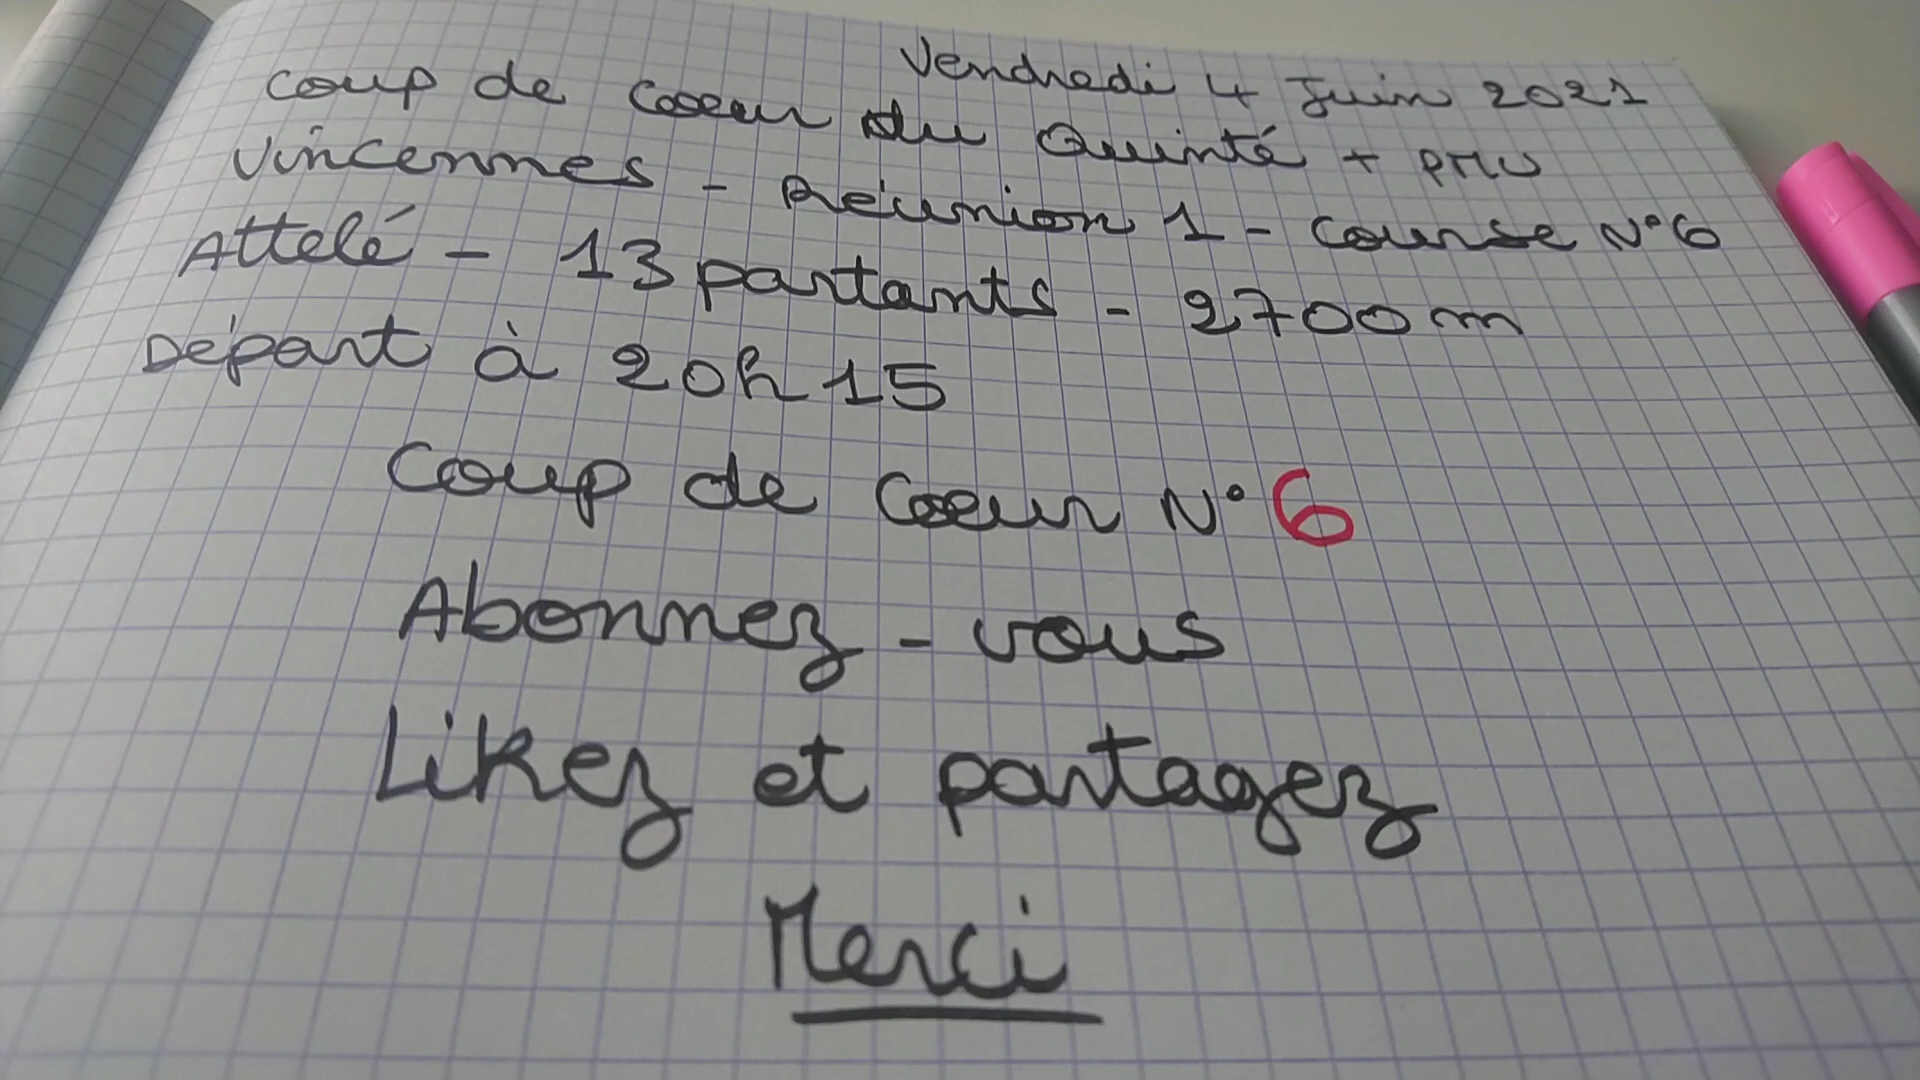 Vendredi 4 Juin 2021
Coup de Coeur du Quinté + PMU
Vincennes - Réunion 1 - Course N°6
Attelé - 13 partants - 2700m
Départ à 20h15
Coup de Coeur N°6
Abonnez-vous
Likez et partagez
Merci